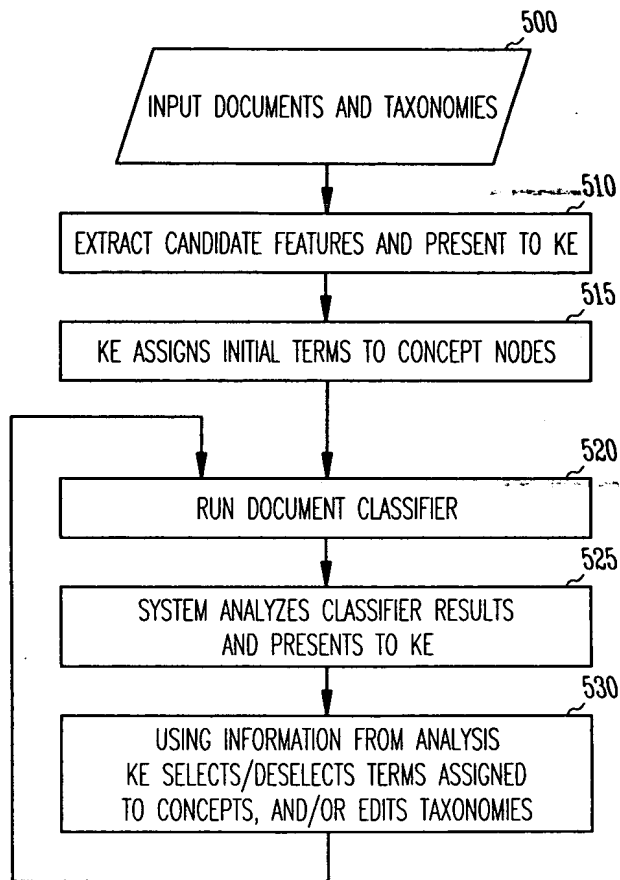 500
INPUT DOCUMENTS AND TAXONOMIES
510
EXTRACT CANDIDATE FEATURES AND PRESENT TO KE
515
KE ASSIGNS INITIAL TERMS TO CONCEPT NODES
520
RUN DOCUMENT CLASSIFIER
525
SYSTEM ANALYZES CLASSIFIER RESULTS
AND PRESENTS TO KE
530
USING INFORMATION FROM ANALYSIS
KE SELECTS/DESELECTS TERMS ASSIGNED
TO CONCEPTS, AND/OR EDITS TAXONOMIES